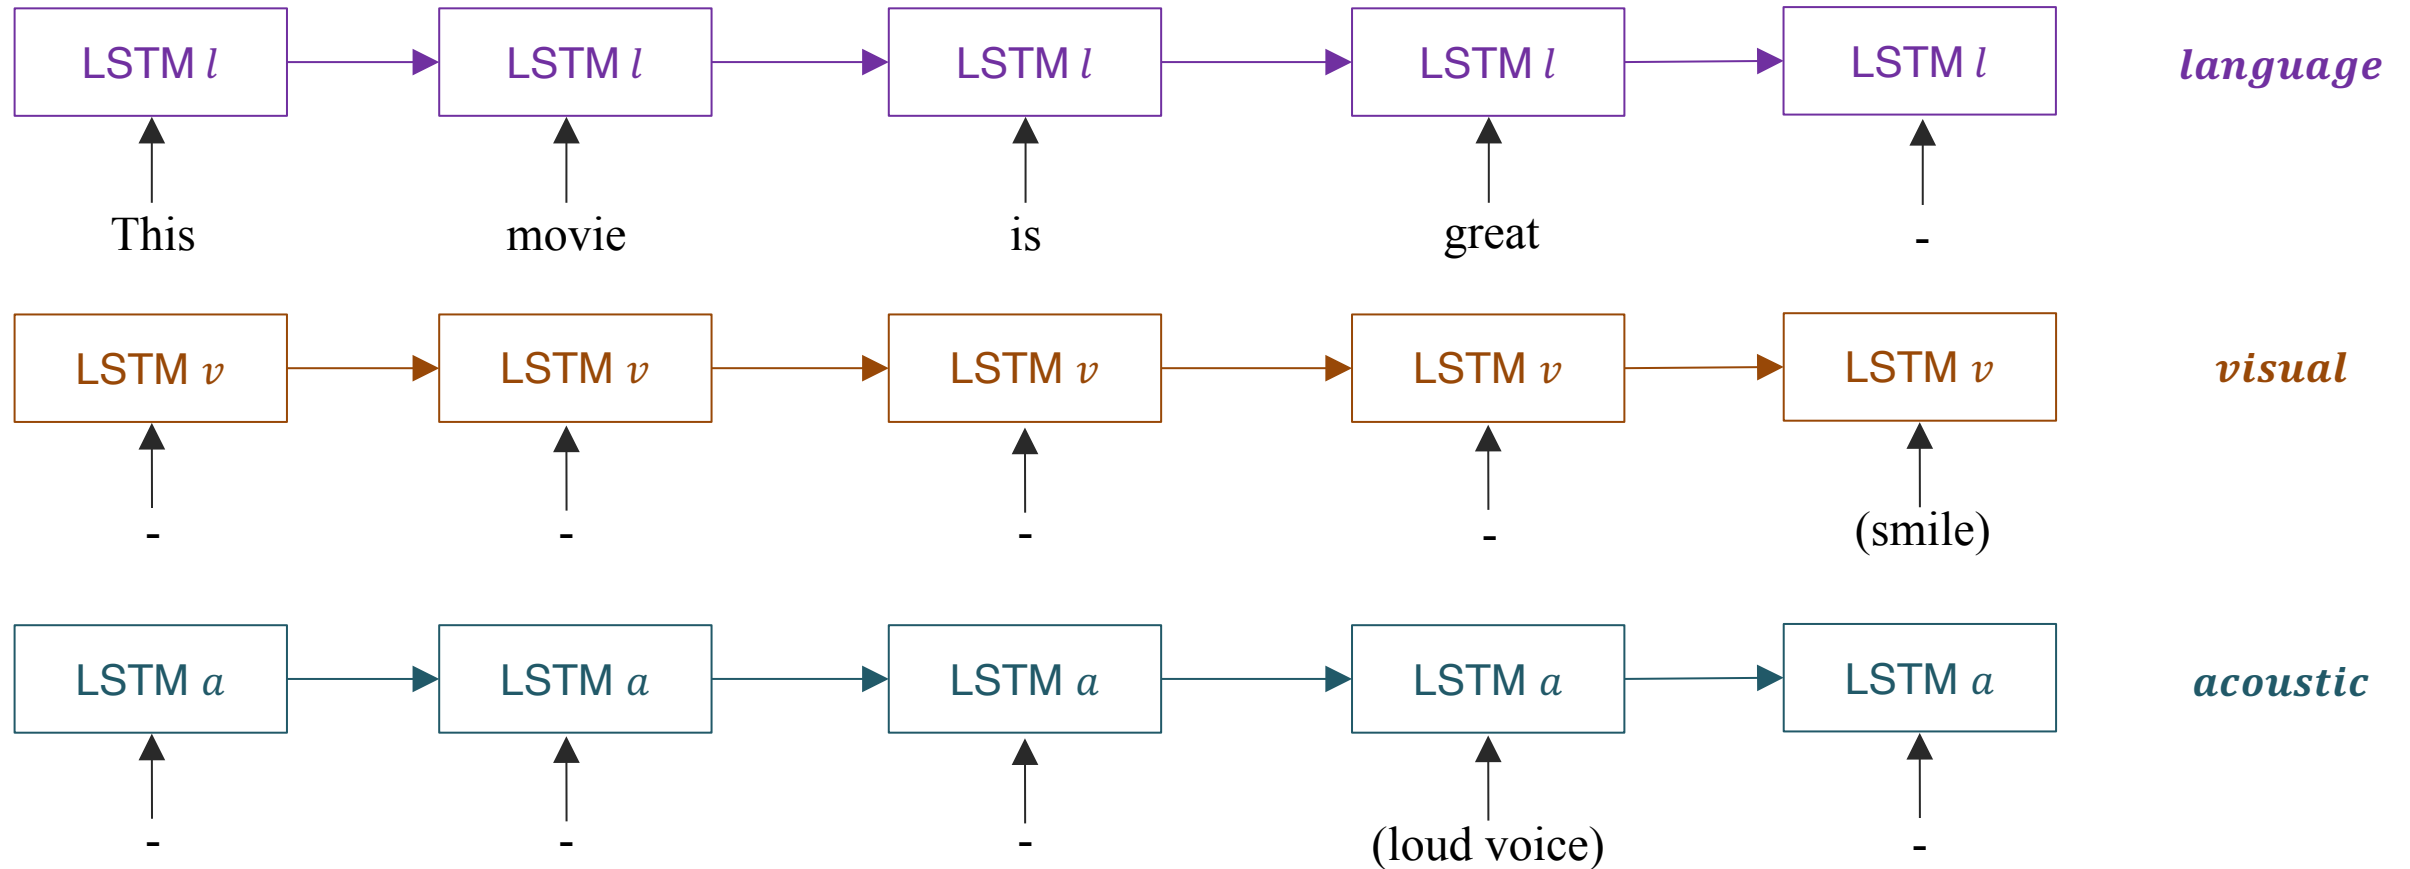 LSTM l LSTM l LSTM l LSTM l LSTM l language
This movie is great -
LSTM v LSTM v LSTM v LSTM v LSTM v visual
- - - - (smile)
LSTM a LSTM a LSTM a LSTM a LSTM a acoustic
- - - (loud voice) -